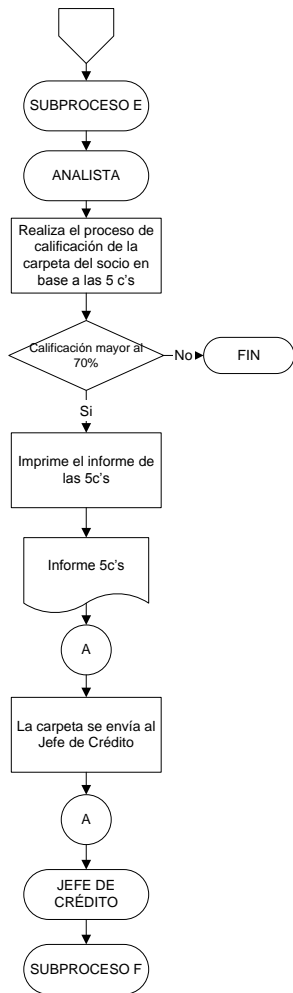 SUBPROCESO E
ANALISTA
Realiza el proceso de
calificación de la
carpeta del socio en
base a las 5 c's
Calificación mayor al
70%
No
FIN
Si
Imprime el informe de
las 5c's
Informe 5c's
A
La carpeta se envía al
Jefe de Crédito
A
JEFE DE
CRÉDITO
SUBPROCESO F